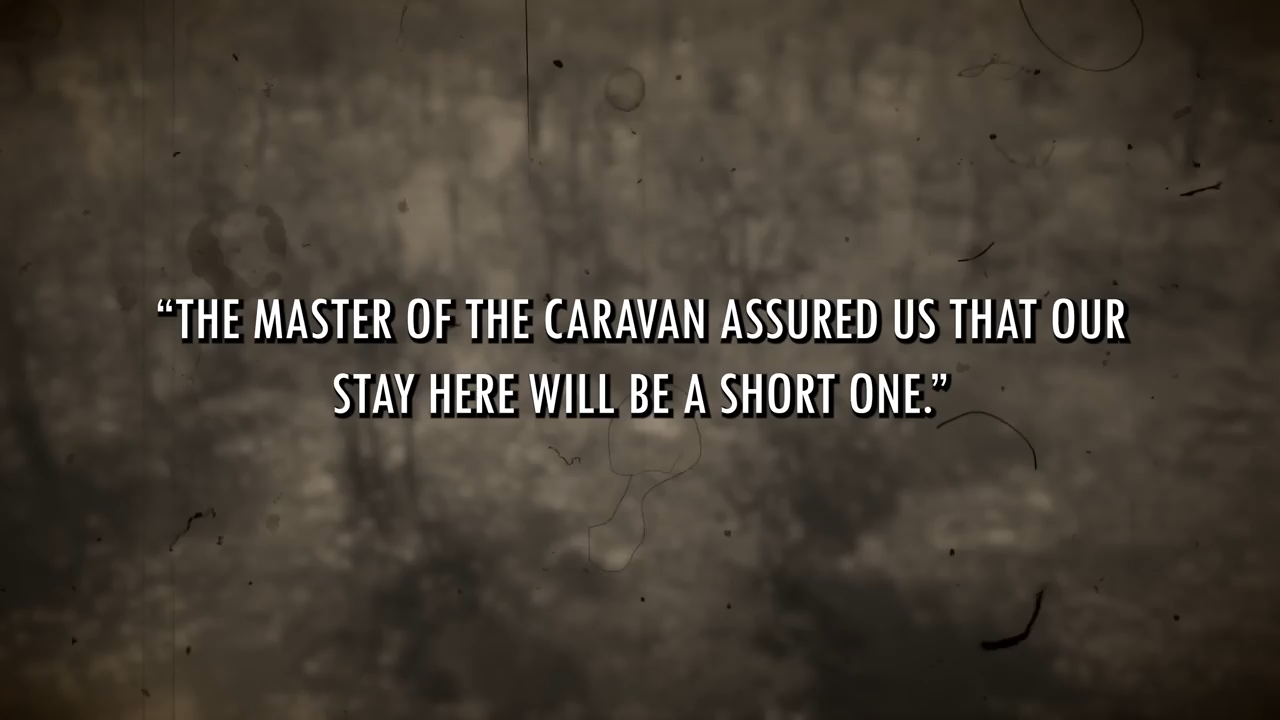 “THE MASTER OF THE CARAVAN ASSURED US THAT OUR
STAY HERE WILL BE A SHORT ONE.”